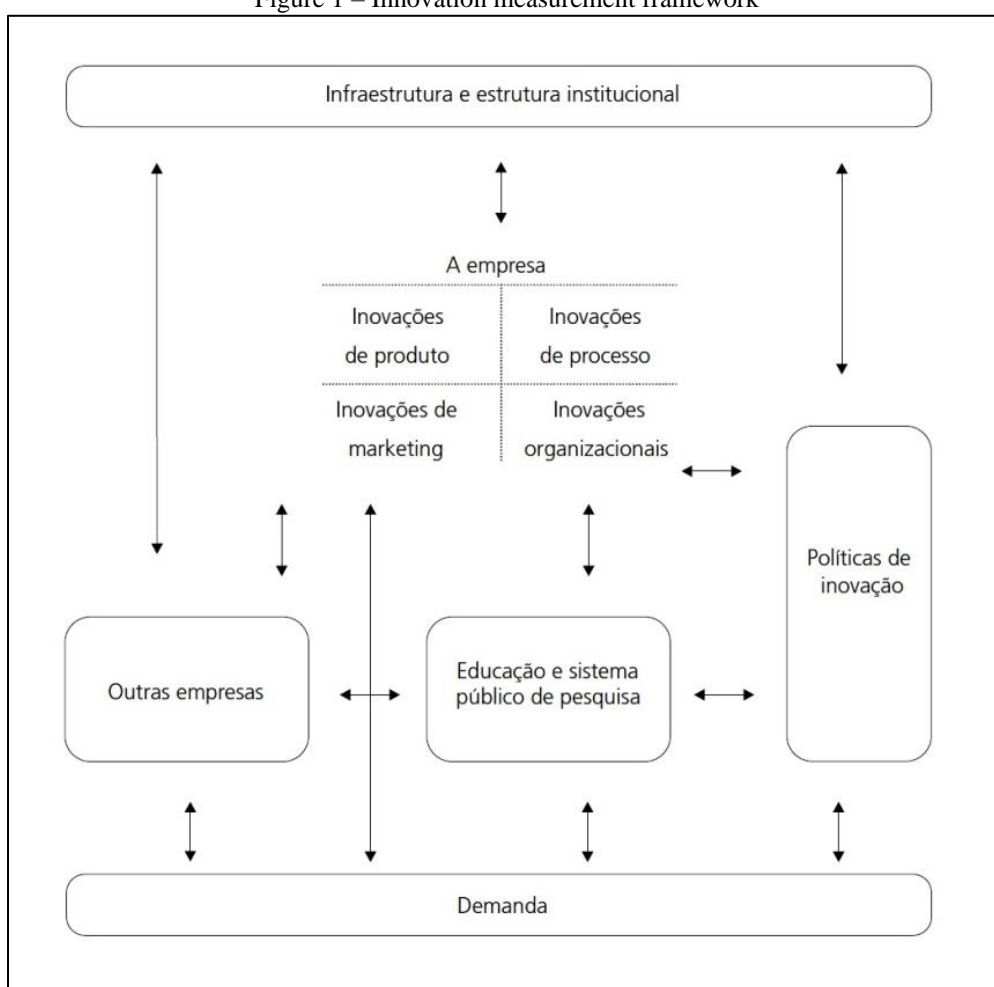 Figure 1 – Innovation measurement framework
Infraestrutura e estrutura institucional
A empresa
Inovações
de produto
Inovações
de processo
Inovações de
marketing
Inovações
organizacionais
Políticas de
inovação
Outras empresas
Educação e sistema
público de pesquisa
Demanda